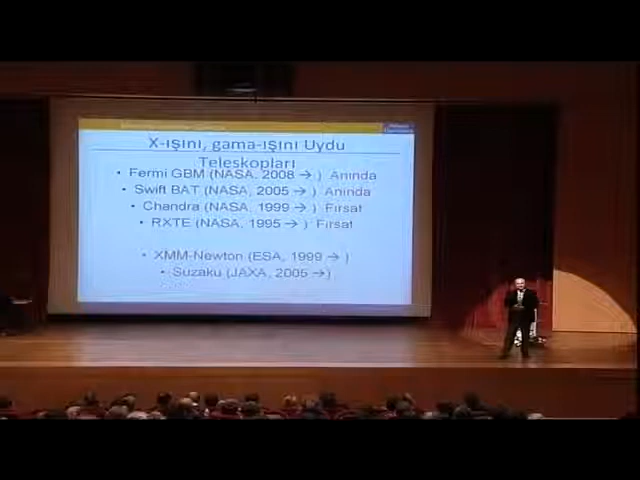 X-ışını, gama-ışını Uydu
Teleskopları
• Fermi GBM (NASA, 2008 → ) Anında
• Swift BAT (NASA, 2005 → ) Anında
• Chandra (NASA, 1999 → ) Fırsat
• RXTE (NASA, 1995 → ) Fırsat
• XMM-Newton (ESA, 1999 → )
• Suzaku (JAXA, 2005 →)